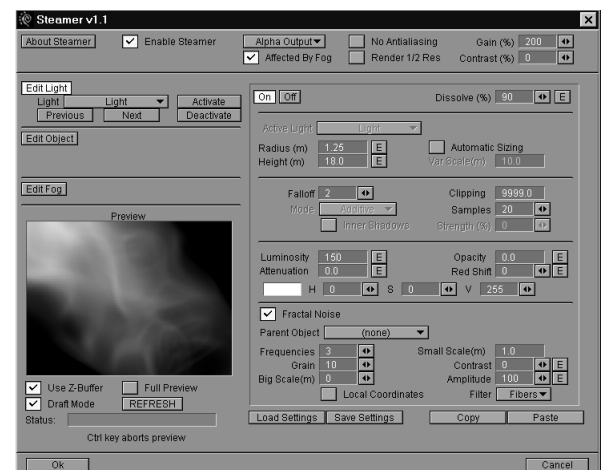 Steamer v1.1
About Steamer Enable Steamer Alpha Output No Antialiasing Gain (%) 200
Affected By Fog Render 1/2 Res Contrast (%) 0
Edit Light
Light Light Activate
Previous Next Deactivate
Edit Object
Edit Fog
Preview
Use Z-Buffer Full Preview
Draft Mode REFRESH
Status:
Ctrl key aborts preview
On Off Dissolve (%) 90 E
Active Light Light
Radius (m) 1.25 E Automatic Sizing
Height (m) 18.0 E Var Scale(m) 10.0
Falloff 2 Clipping 9999.0
Mode Additive Samples 20
Inner Shadows Strength (%) 0
Luminosity 150 E Opacity 0.0 E
Attenuation 0.0 E Red Shift 0 E
H 0 S 0 V 255
Fractal Noise
Parent Object (none)
Frequencies 3 Small Scale(m) 1.0
Grain 10 Contrast 0 E
Big Scale(m) 0 Amplitude 100 E
Local Coordinates Filter Fibers
Load Settings Save Settings Copy Paste
Ok Cancel